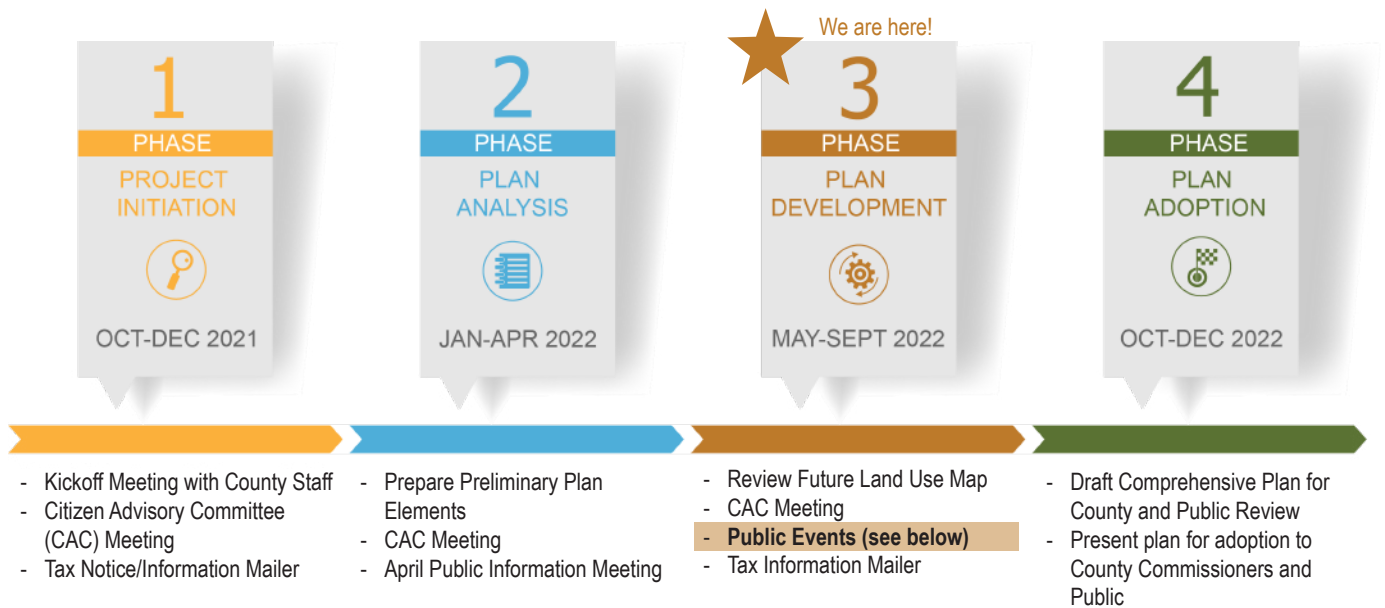 We are here!
1
PHASE
PROJECT
INITIATION
OCT-DEC 2021
2
PHASE
PLAN
ANALYSIS
JAN-APR 2022
3
PHASE
PLAN
DEVELOPMENT
MAY-SEPT 2022
4
PHASE
PLAN
ADOPTION
OCT-DEC 2022
- Kickoff Meeting with County Staff
- Citizen Advisory Committee
(CAC) Meeting
- Tax Notice/Information Mailer
- Prepare Preliminary Plan
Elements
- CAC Meeting
- April Public Information Meeting
- Review Future Land Use Map
- CAC Meeting
- Public Events (see below)
- Tax Information Mailer
- Draft Comprehensive Plan for
County and Public Review
- Present plan for adoption to
County Commissioners and
Public